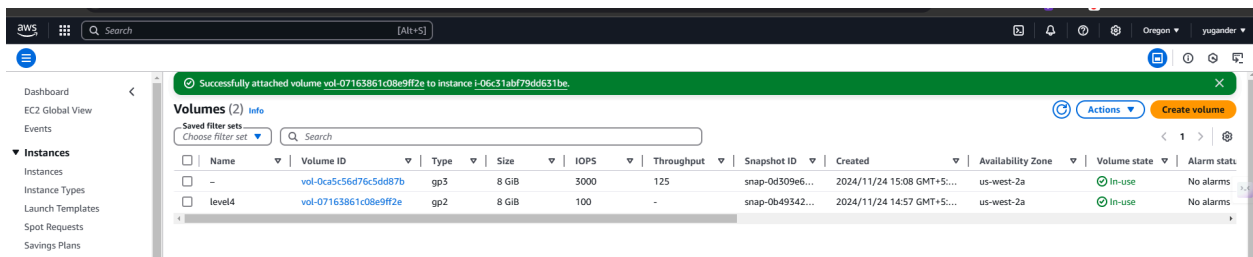 aws Search [Alt+S] Oregon yugander
Successfully attached volume vol-07163861c08e9ff2e to instance i-06c31abf79dd631be.
Dashboard
EC2 Global View
Events
Instances
Instances
Instance Types
Launch Templates
Spot Requests
Savings Plans
Volumes (2) Info Actions Create volume
Saved filter sets
Choose filter set Search 1
Name Volume ID Type Size IOPS Throughput Snapshot ID Created Availability Zone Volume state Alarm statu
– vol-0ca5c56d76c5dd87b gp3 8 GiB 3000 125 snap-0d309e6... 2024/11/24 15:08 GMT+5:... us-west-2a In-use No alarms
level4 vol-07163861c08e9ff2e gp2 8 GiB 100 - snap-0b49342... 2024/11/24 14:57 GMT+5:... us-west-2a In-use No alarms